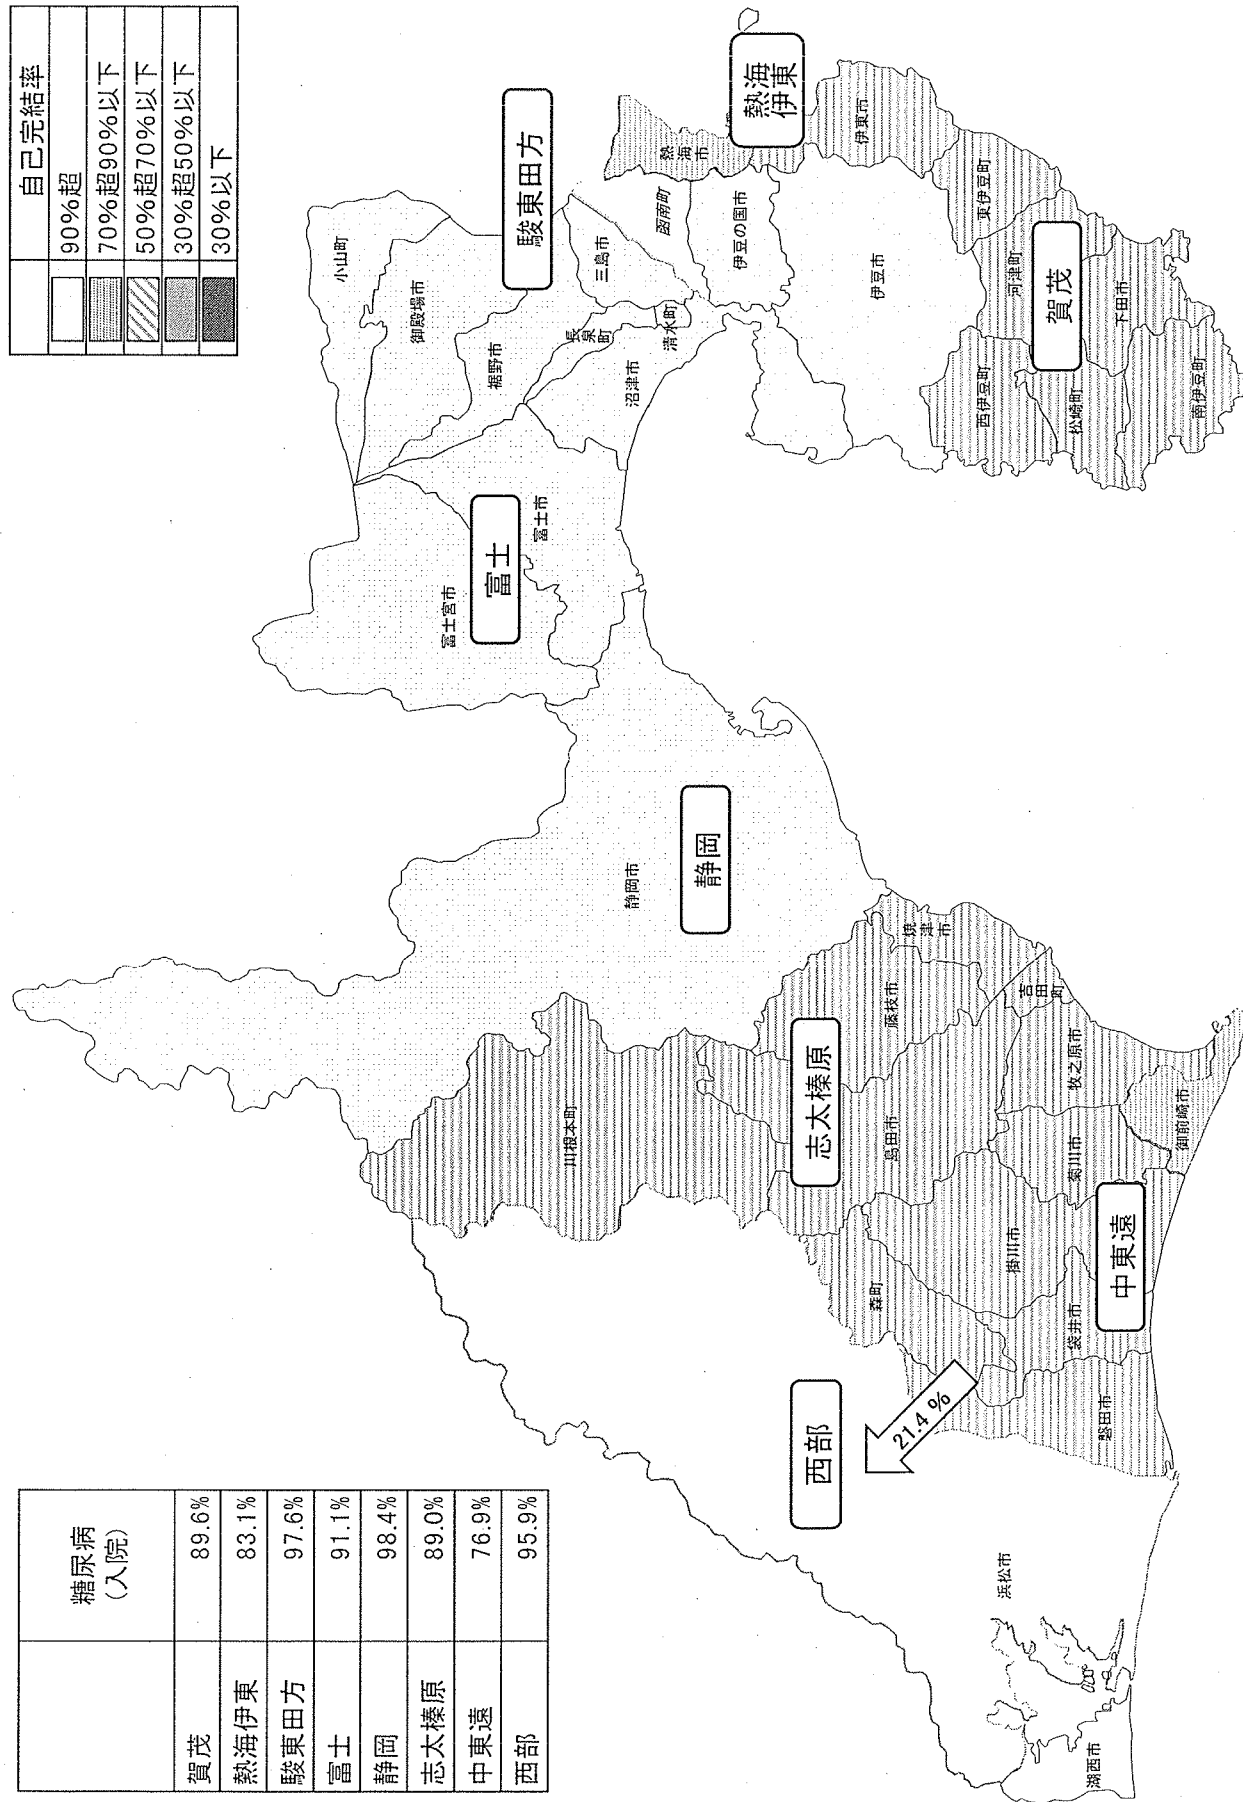 糖尿病
（入院）
賀茂 89.6%
熱海伊東 83.1%
駿東田方 97.6%
富士 91.1%
静岡 98.4%
志太榛原 89.0%
中東遠 76.9%
西部 95.9%
自己完結率
90%超
70%超90%以下
50%超70%以下
30%超50%以下
30%以下
小山町
御殿場市
裾野市
駿東田方
三島市
長泉町
清水町
沼津市
函南町
熱海市
熱海
伊東
伊豆の国市
伊東市
伊豆市
東伊豆町
河津町
賀茂
西伊豆町
松崎町
下田市
南伊豆町
富士宮市
富士
富士市
静岡市
静岡
川根本町
志太榛原
藤枝市
焼津市
島田市
吉田町
牧之原市
御前崎市
菊川市
掛川市
中東遠
森町
袋井市
磐田市
21.4 %
西部
浜松市
湖西市